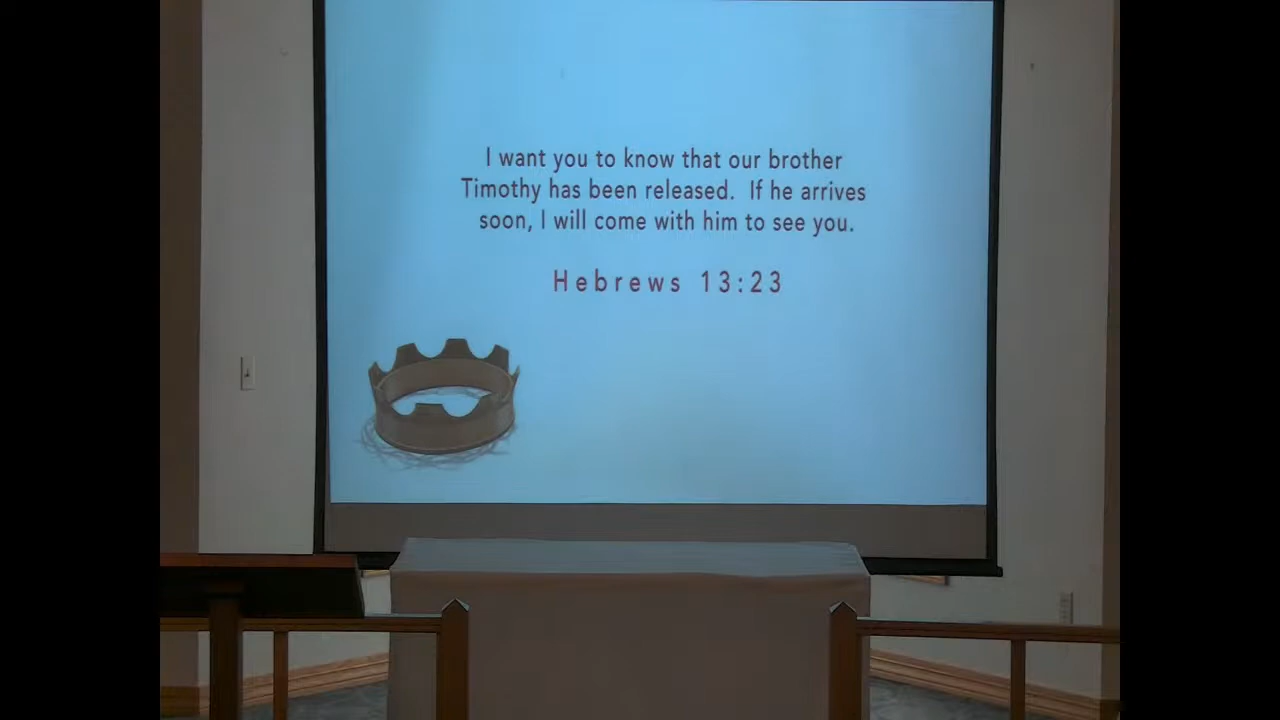 I want you to know that our brother
Timothy has been released.  If he arrives
soon, I will come with him to see you.
Hebrews 13:23